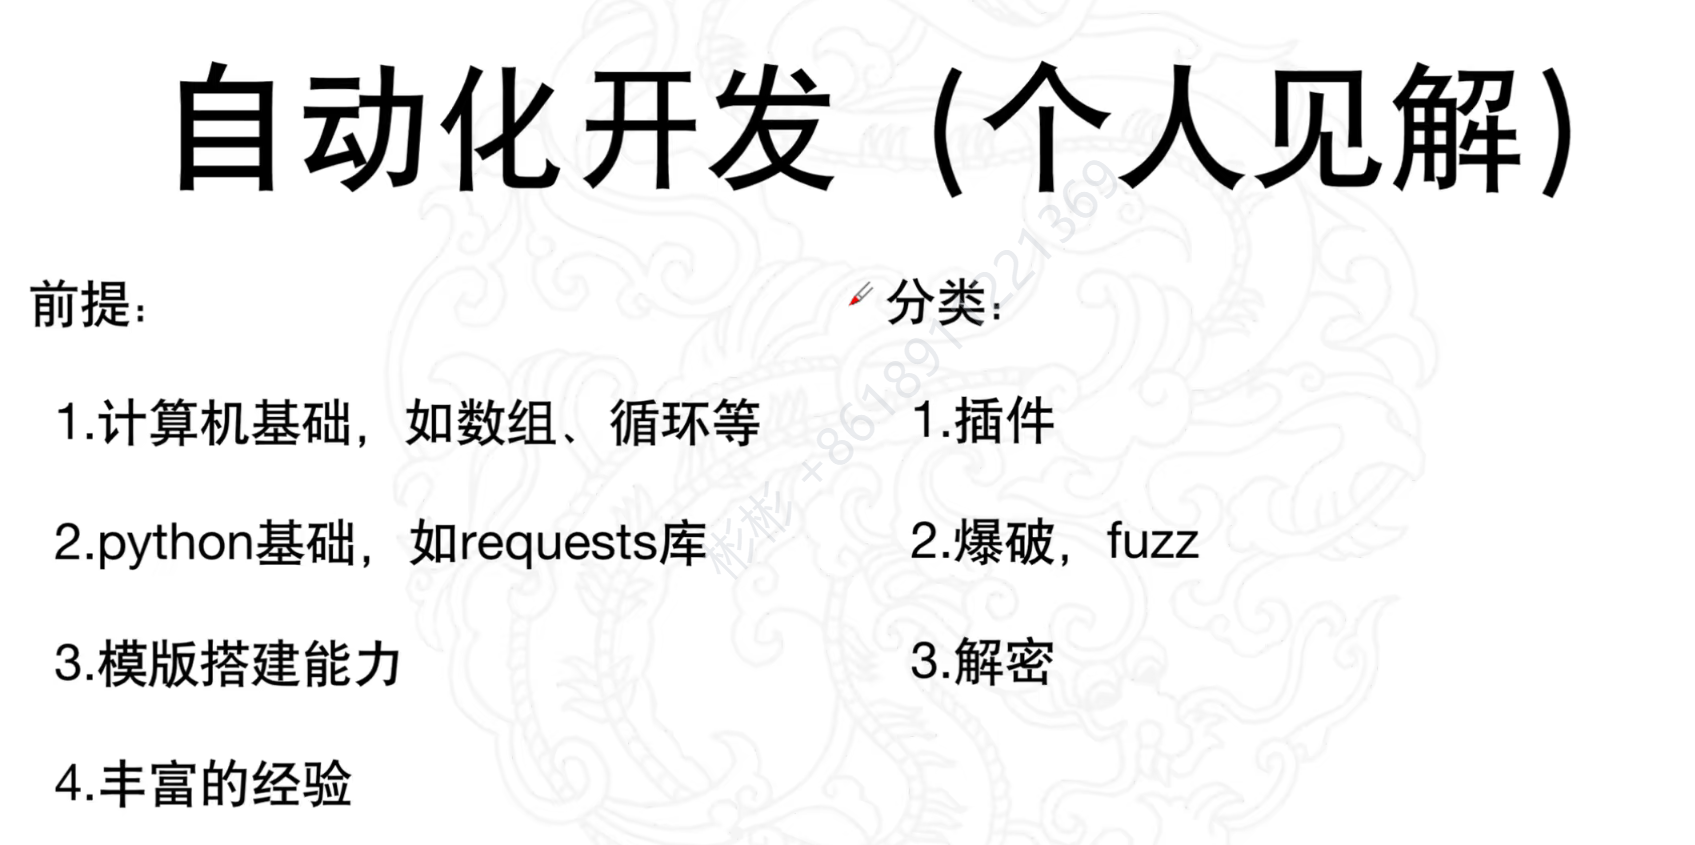 自动化开发（个人见解）
前提：
1.计算机基础，如数组、循环等
2.python基础，如requests库
3.模版搭建能力
4.丰富的经验
分类：
1.插件
2.爆破，fuzz
3.解密
彬彬 +8618912221369